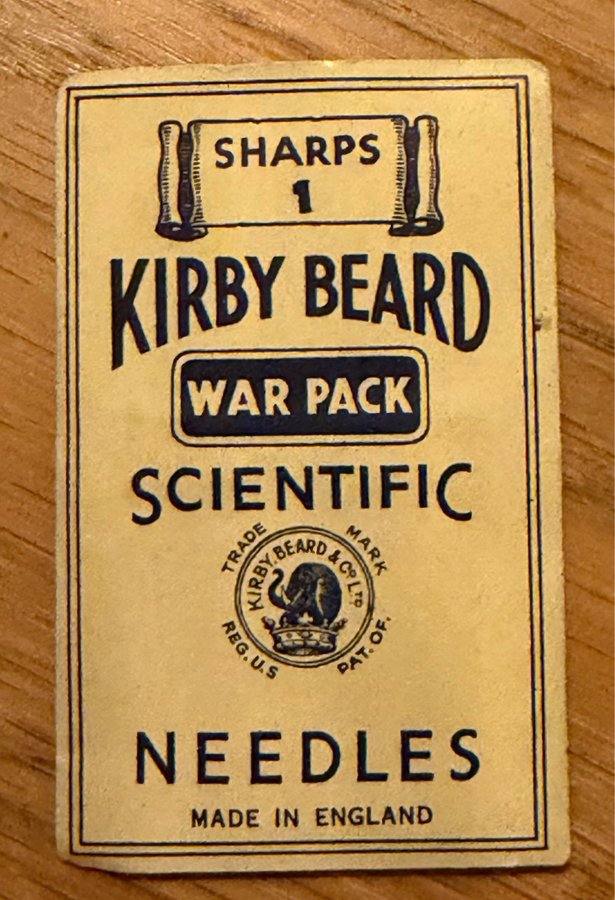 SHARPS
1
KIRBY BEARD
WAR PACK
SCIENTIFIC
TRADE MARK
KIRBY, BEARD & CO. LTD
REG. U.S. PAT. OF.
NEEDLES
MADE IN ENGLAND